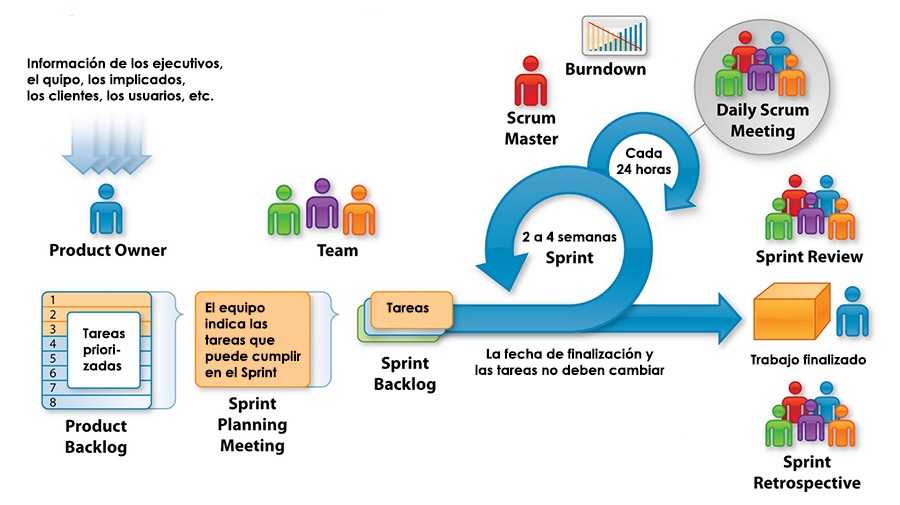 Información de los ejecutivos,
el quipo, los implicados,
los clientes, los usuarios, etc.
Product Owner
Team
Scrum
Master
Burndown
Daily Scrum
Meeting
Cada
24 horas
2 a 4 semanas
Sprint
Sprint Review
1
2
3
4
5
6
7
8
Tareas
priori-
zadas
Product
Backlog
El equipo
indica las
tareas que
puede cumplir
en el Sprint
Sprint
Planning
Meeting
Tareas
Sprint
Backlog
La fecha de finalización y
las tareas no deben cambiar
Trabajo finalizado
Sprint
Retrospective